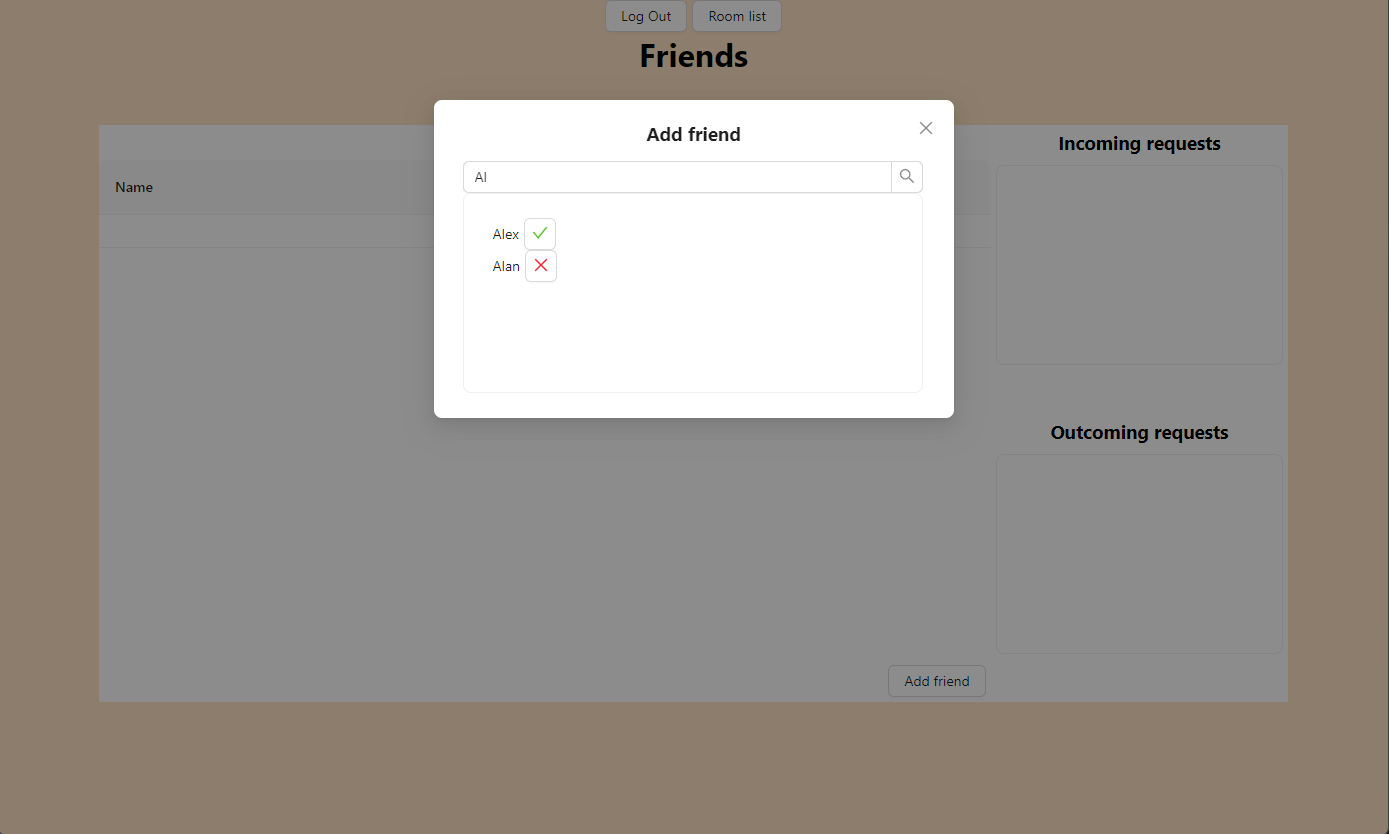 Log Out Room list
Friends
Add friend
Al
Alex
Alan
Name
Incoming requests
Outcoming requests
Add friend